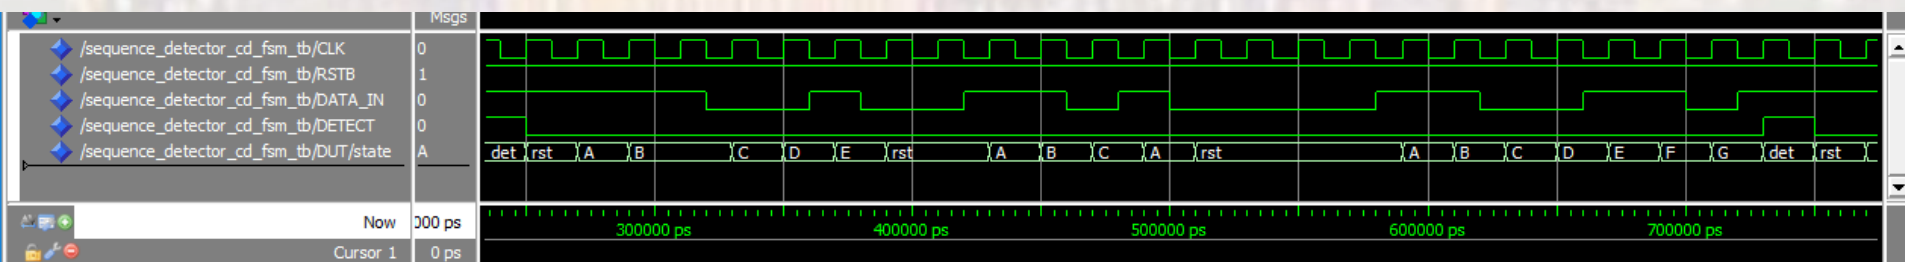 Msgs
/sequence_detector_cd_fsm_tb/CLK 0
/sequence_detector_cd_fsm_tb/RSTB 1
/sequence_detector_cd_fsm_tb/DATA_IN 0
/sequence_detector_cd_fsm_tb/DETECT 0
/sequence_detector_cd_fsm_tb/DUT/state A det rst A B C D E rst A B C A rst A B C D E F G det rst
Now 000 ps 300000 ps 400000 ps 500000 ps 600000 ps 700000 ps
Cursor 1 0 ps